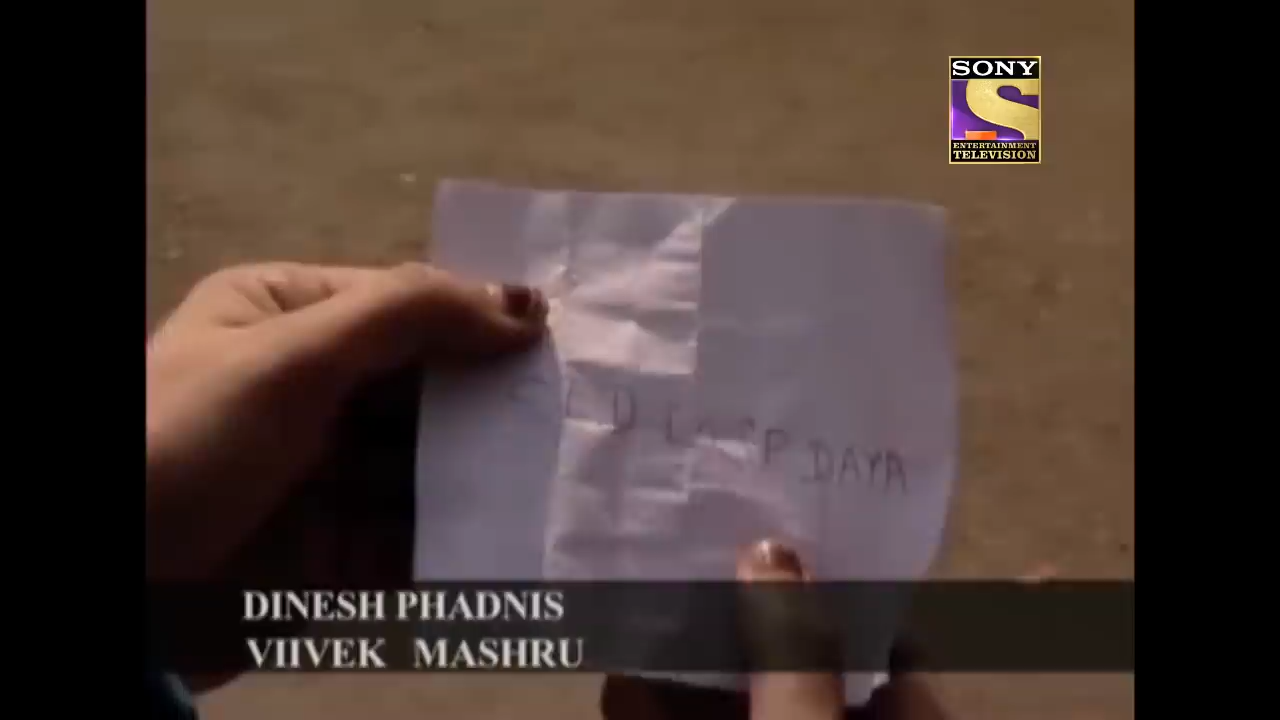 SONY
ENTERTAINMENT
TELEVISION
DAYA
DINESH PHADNIS
VIIVEK MASHRU